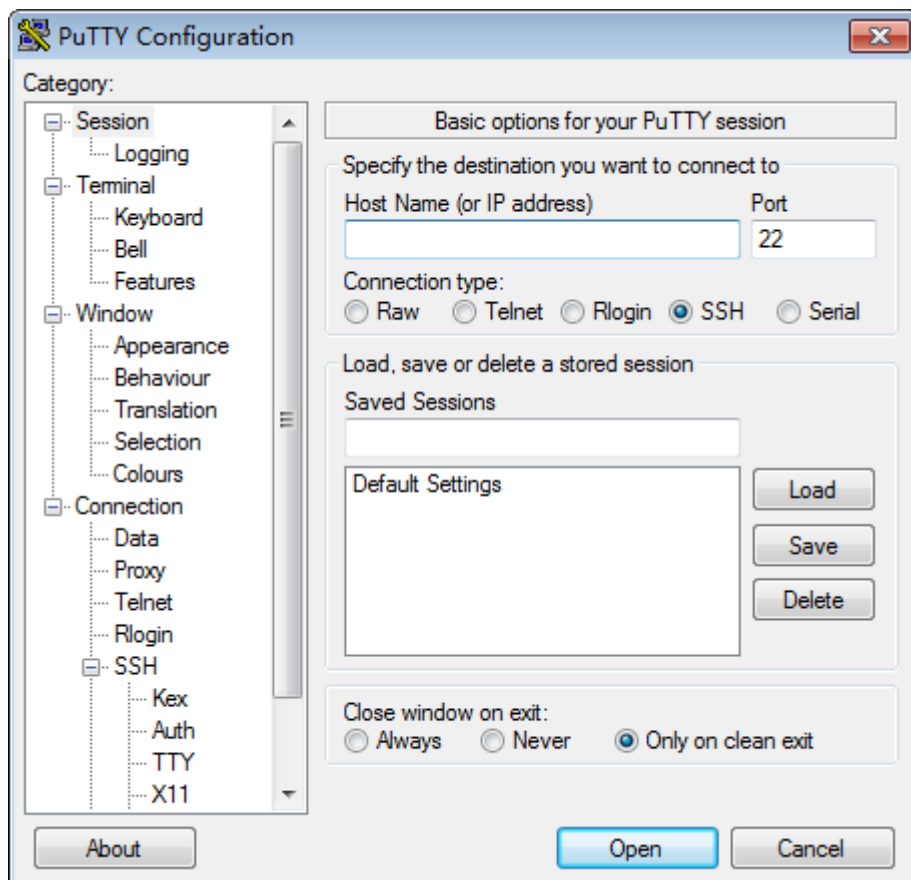 PuTTY Configuration
Category:
Session
Logging
Terminal
Keyboard
Bell
Features
Window
Appearance
Behaviour
Translation
Selection
Colours
Connection
Data
Proxy
Telnet
Rlogin
SSH
Kex
Auth
TTY
X11
Basic options for your PuTTY session
Specify the destination you want to connect to
Host Name (or IP address) Port
22
Connection type:
Raw Telnet Rlogin SSH Serial
Load, save or delete a stored session
Saved Sessions
Default Settings
Load
Save
Delete
Close window on exit:
Always Never Only on clean exit
About Open Cancel